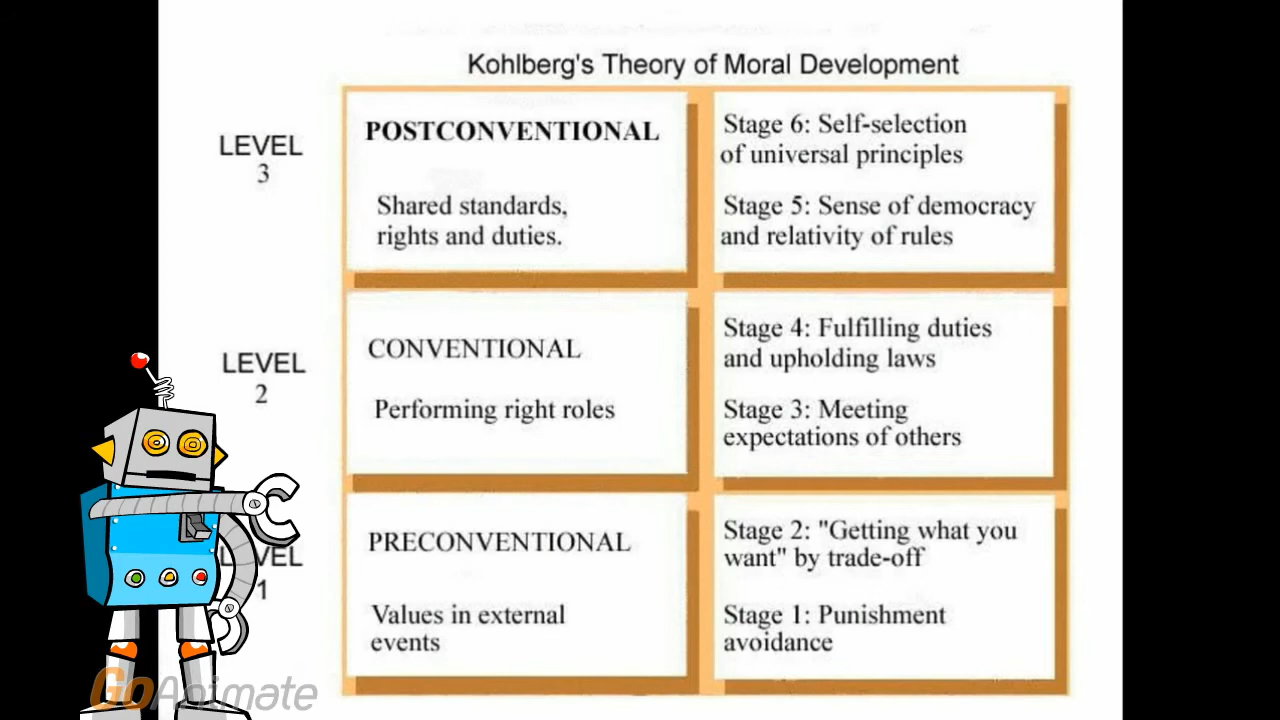 Kohlberg's Theory of Moral Development
LEVEL
3
POSTCONVENTIONAL
Shared standards,
rights and duties.
Stage 6: Self-selection
of universal principles
Stage 5: Sense of democracy
and relativity of rules
LEVEL
2
CONVENTIONAL
Performing right roles
Stage 4: Fulfilling duties
and upholding laws
Stage 3: Meeting
expectations of others
LEVEL
1
PRECONVENTIONAL
Values in external
events
Stage 2: "Getting what you
want" by trade-off
Stage 1: Punishment
avoidance
GoAnimate